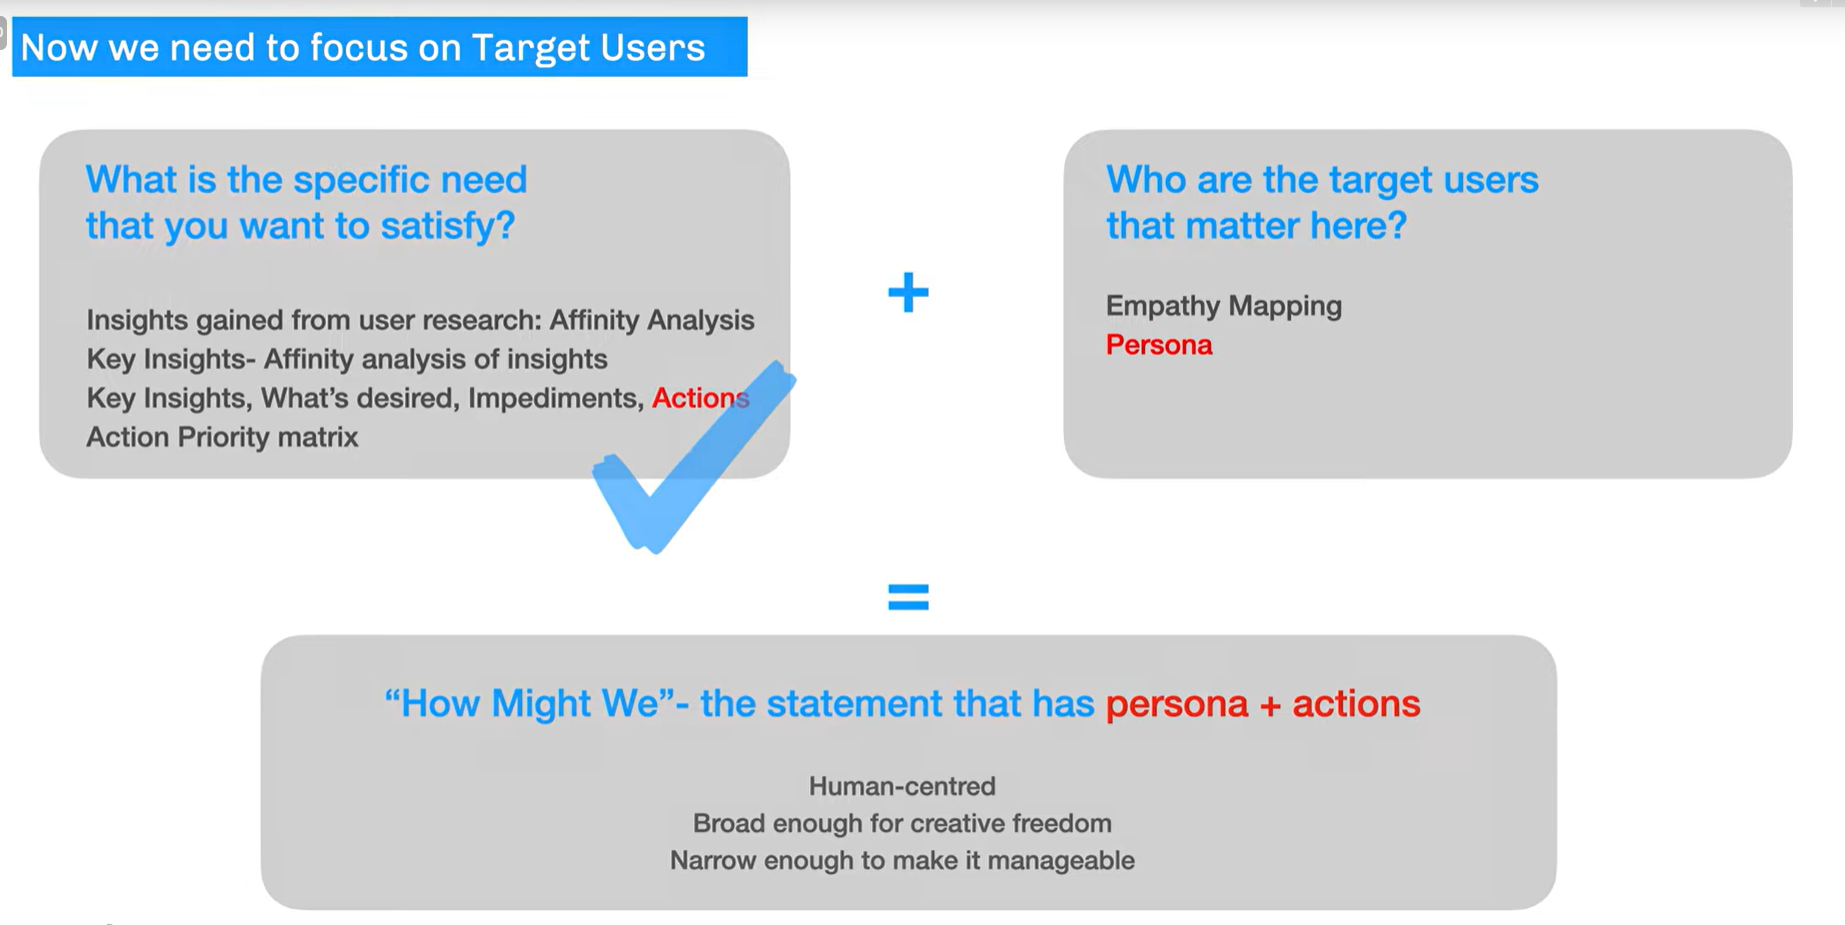 Now we need to focus on Target Users
What is the specific need
that you want to satisfy?
Insights gained from user research: Affinity Analysis
Key Insights- Affinity analysis of insights
Key Insights, What’s desired, Impediments, Actions
Action Priority matrix
+
Who are the target users
that matter here?
Empathy Mapping
Persona
=
“How Might We”- the statement that has persona + actions
Human-centred
Broad enough for creative freedom
Narrow enough to make it manageable